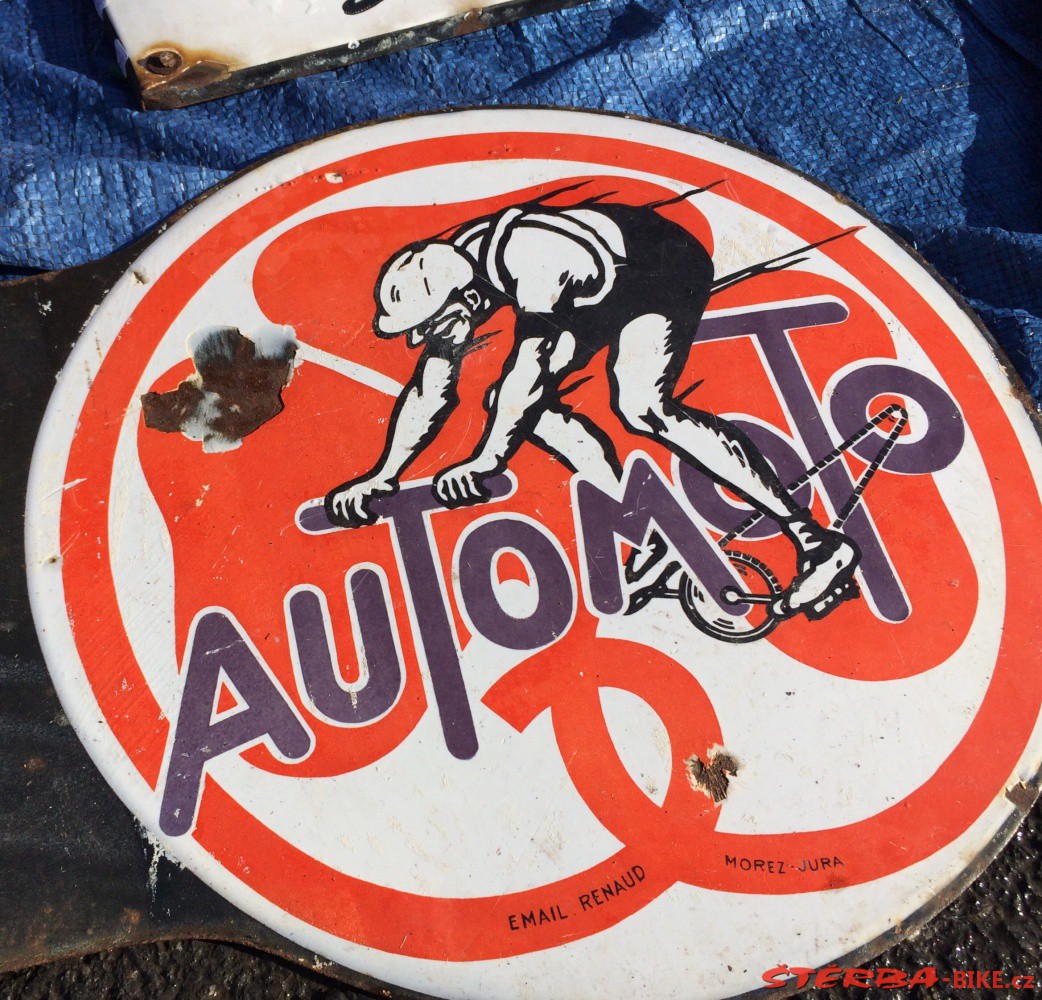 AUTOMOTO
EMAIL. RENAUD
MOREZ-JURA
ŠTĚRBA-BIKE.cz